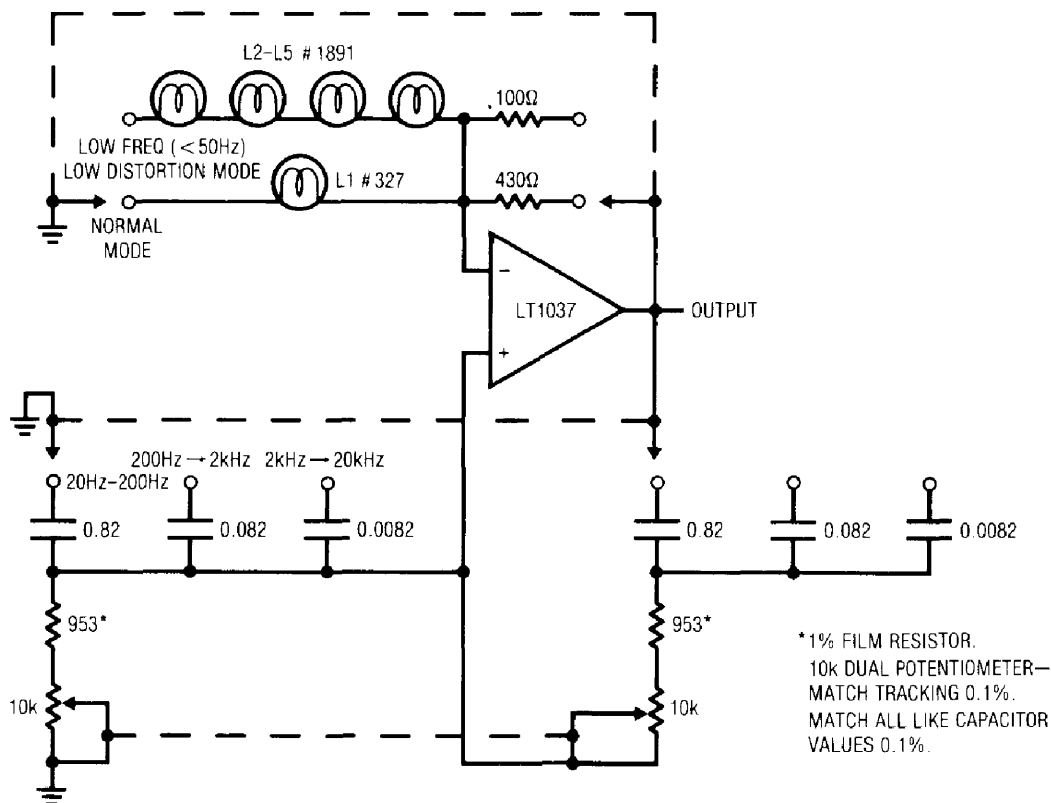 L2–L5 # 1891
.100Ω
LOW FREQ (<50Hz)
LOW DISTORTION MODE
L1 # 327
430Ω
NORMAL
MODE
−
LT1037
OUTPUT
+
20Hz–200Hz
200Hz→2kHz
2kHz→20kHz
0.82
0.082
0.0082
0.82
0.082
0.0082
953*
953*
10k
10k
*1% FILM RESISTOR.
10k DUAL POTENTIOMETER—
MATCH TRACKING 0.1%.
MATCH ALL LIKE CAPACITOR
VALUES 0.1%.